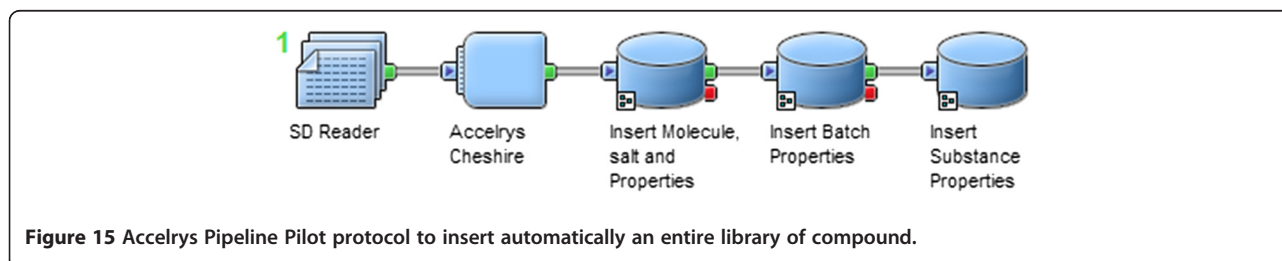 1
SD Reader
Accelrys
Cheshire
Insert Molecule,
salt and
Properties
Insert Batch
Properties
Insert
Substance
Properties
Figure 15 Accelrys Pipeline Pilot protocol to insert automatically an entire library of compound.